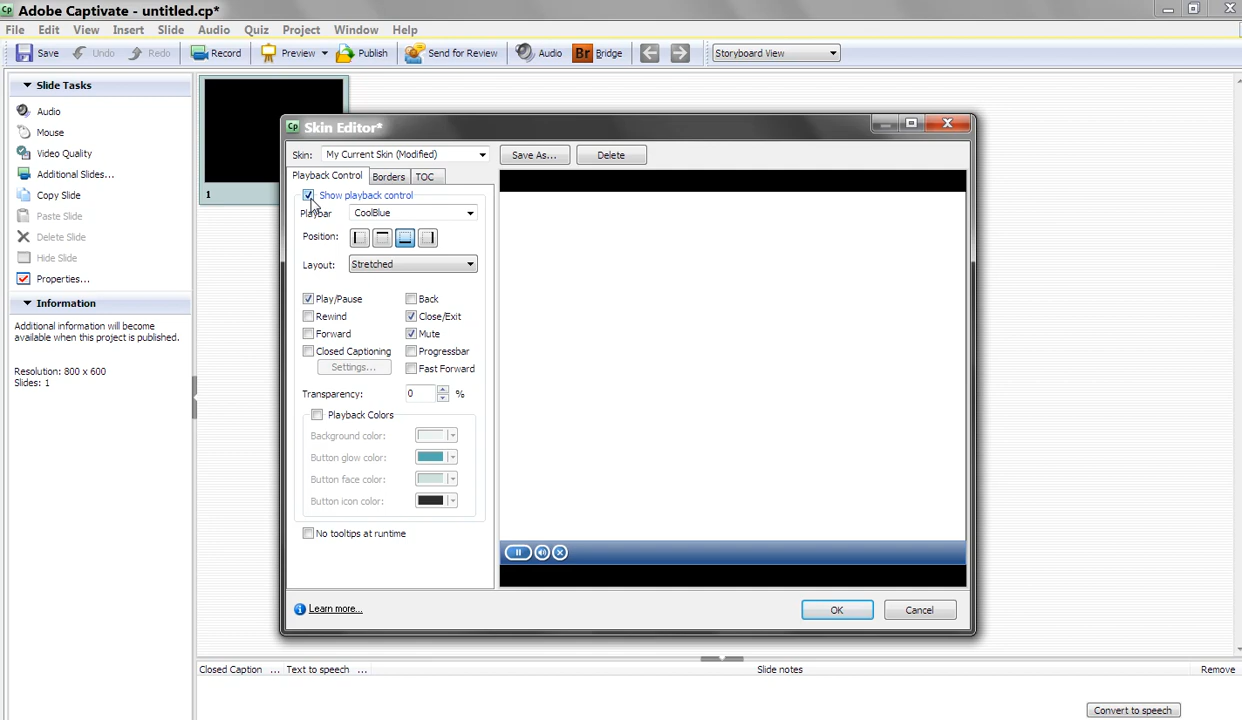 Cp Adobe Captivate - untitled.cp*
File Edit View Insert Slide Audio Quiz Project Window Help
Save Undo Redo Record Preview Publish Send for Review Audio Br Bridge Storyboard View
Slide Tasks
Audio
Mouse
Video Quality
Additional Slides...
Copy Slide
Paste Slide
Delete Slide
Hide Slide
Properties...
Information
Additional information will become
available when this project is published.
Resolution: 800 x 600
Slides: 1
1
Cp Skin Editor*
Skin: My Current Skin (Modified) Save As... Delete
Playback Control Borders TOC
Show playback control
Playbar CoolBlue
Position:
Layout: Stretched
Play/Pause Back
Rewind Close/Exit
Forward Mute
Closed Captioning Progressbar
Settings... Fast Forward
Transparency: 0 %
Playback Colors
Background color:
Button glow color:
Button face color:
Button icon color:
No tooltips at runtime
Learn more... OK Cancel
Closed Caption ... Text to speech ... Slide notes Remove
Convert to speech